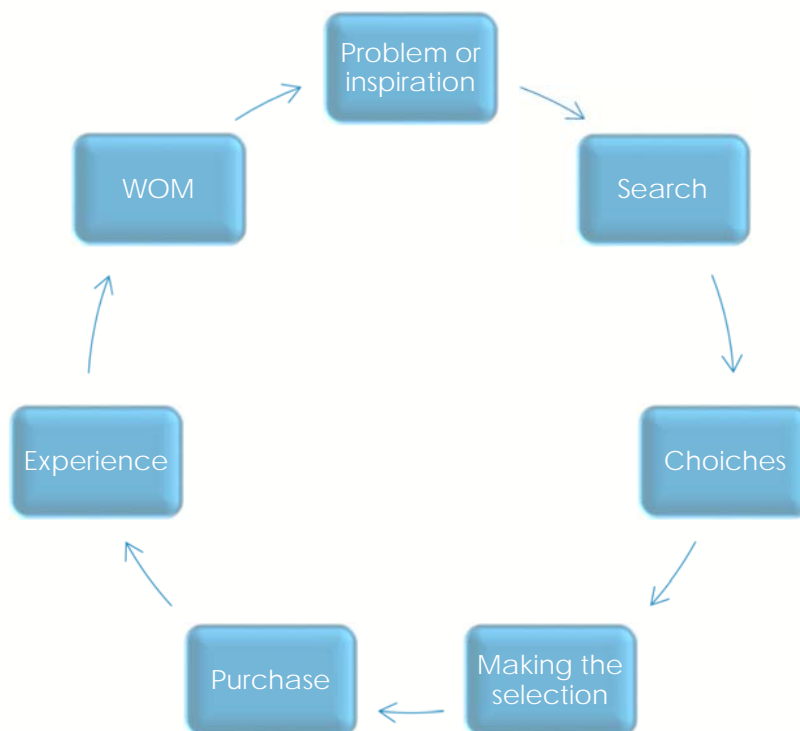 Problem or
inspiration
Search
Choiches
Making the
selection
Purchase
Experience
WOM